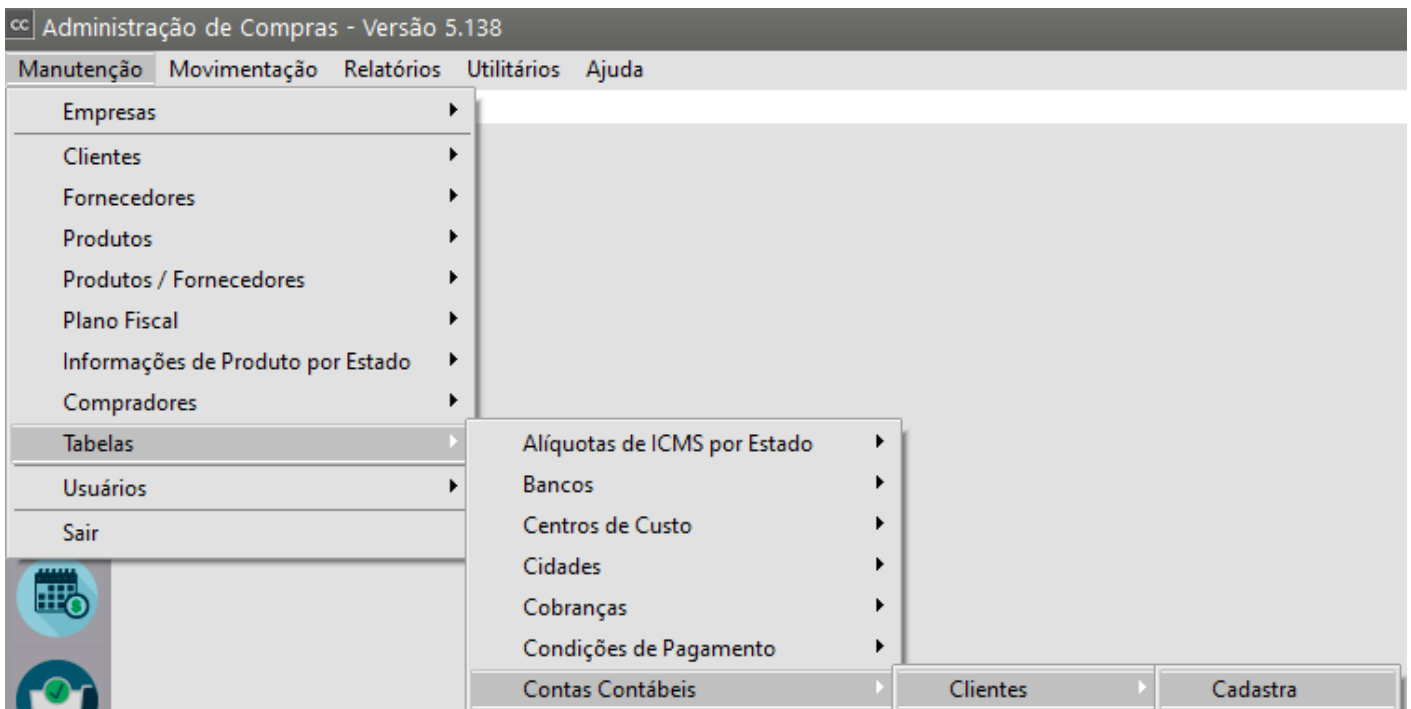 cc Administração de Compras - Versão 5.138
Manutenção Movimentação Relatórios Utilitários Ajuda
Empresas
Clientes
Fornecedores
Produtos
Produtos / Fornecedores
Plano Fiscal
Informações de Produto por Estado
Compradores
Tabelas
Usuários
Sair
Alíquotas de ICMS por Estado
Bancos
Centros de Custo
Cidades
Cobranças
Condições de Pagamento
Contas Contábeis
Clientes
Cadastra
$